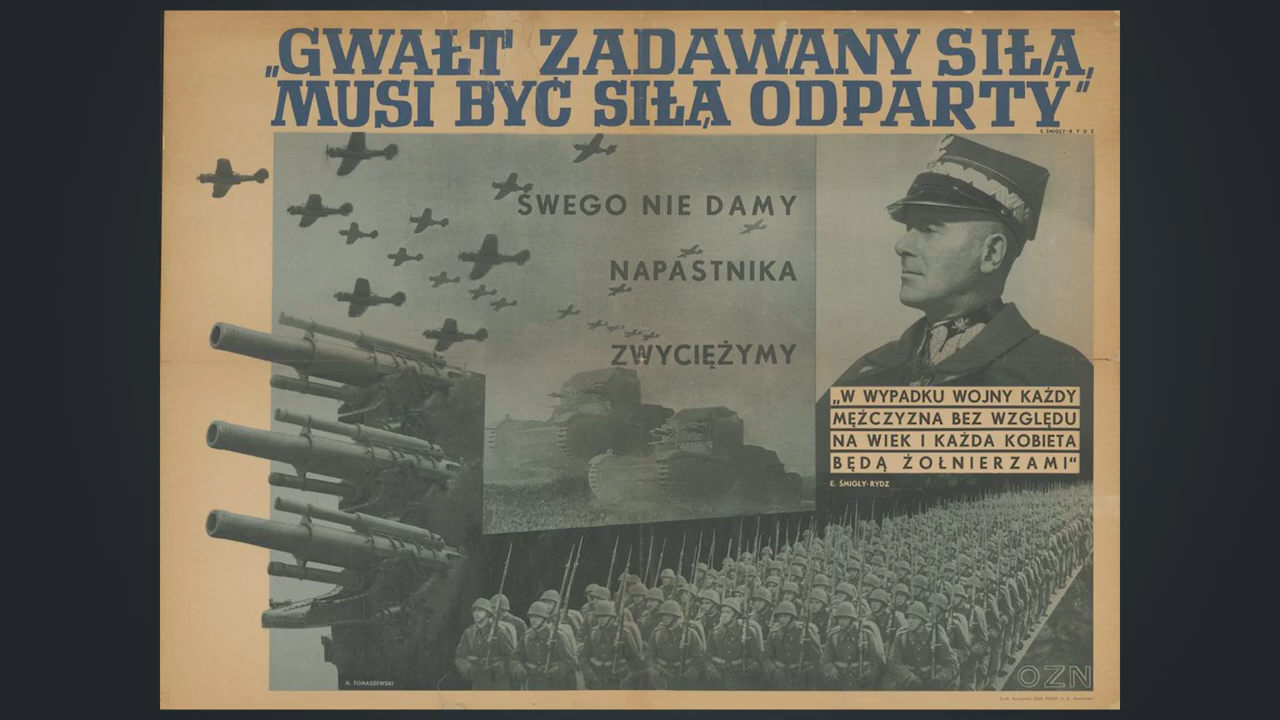 „GWAŁT ZADAWANY SIŁĄ,
MUSI BYĆ SIŁĄ ODPARTY”
E. ŚMIGŁY-RYDZ
SWEGO NIE DAMY
NAPASTNIKA
ZWYCIĘŻYMY
„W WYPADKU WOJNY KAŻDY
MĘŻCZYZNA BEZ WZGLĘDU
NA WIEK I KAŻDA KOBIETA
BĘDĄ ŻOŁNIERZAMI“
E. ŚMIGŁY-RYDZ
H. TOMASZEWSKI
OZN